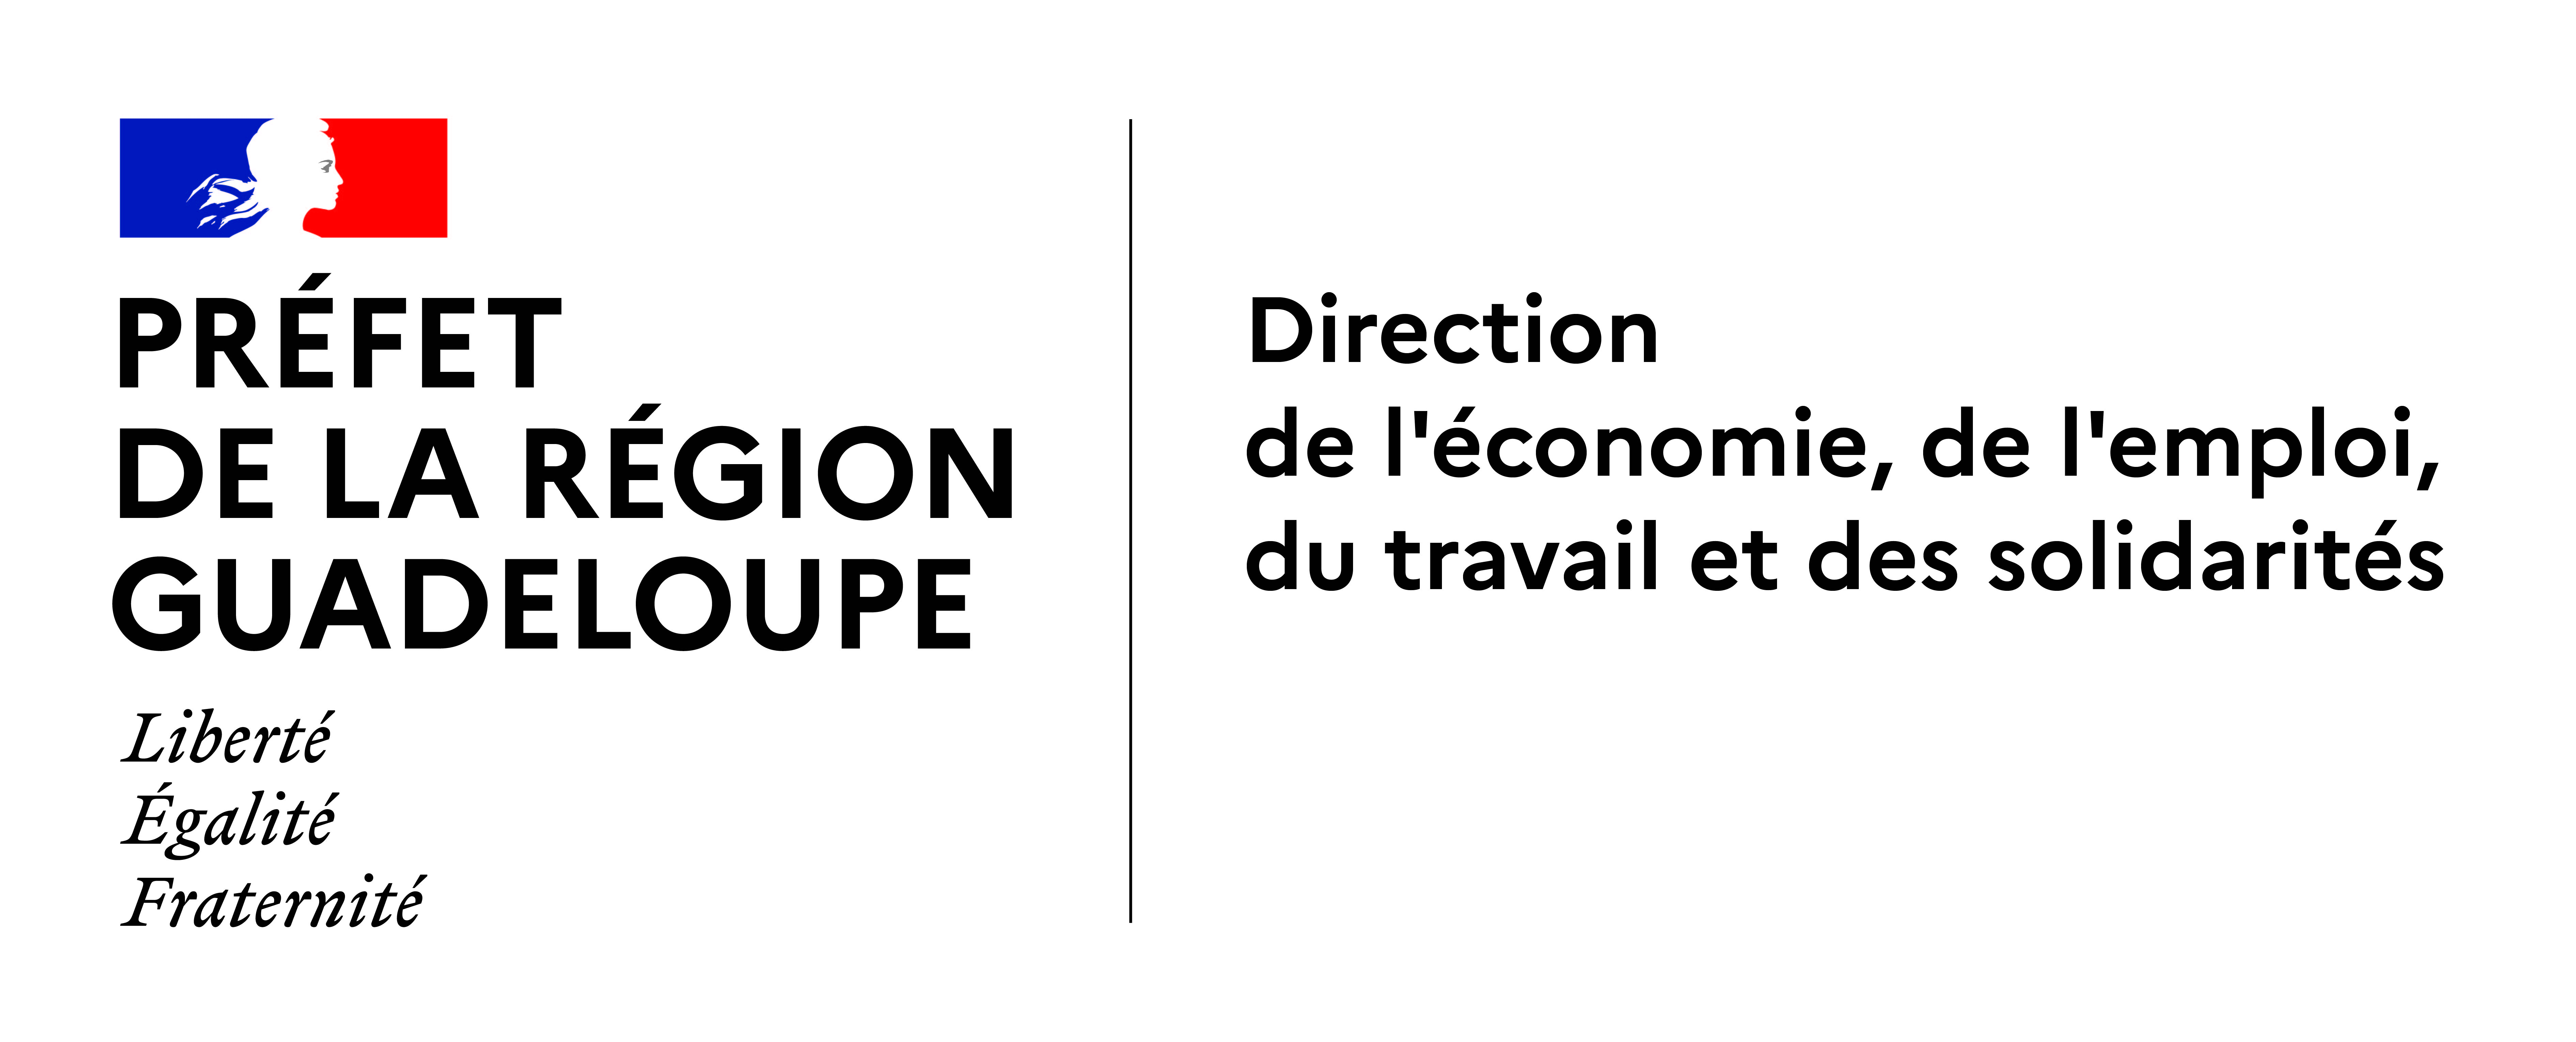 PRÉFET
DE LA RÉGION
GUADELOUPE
Liberté
Égalité
Fraternité
Direction
de l'économie, de l'emploi,
du travail et des solidarités